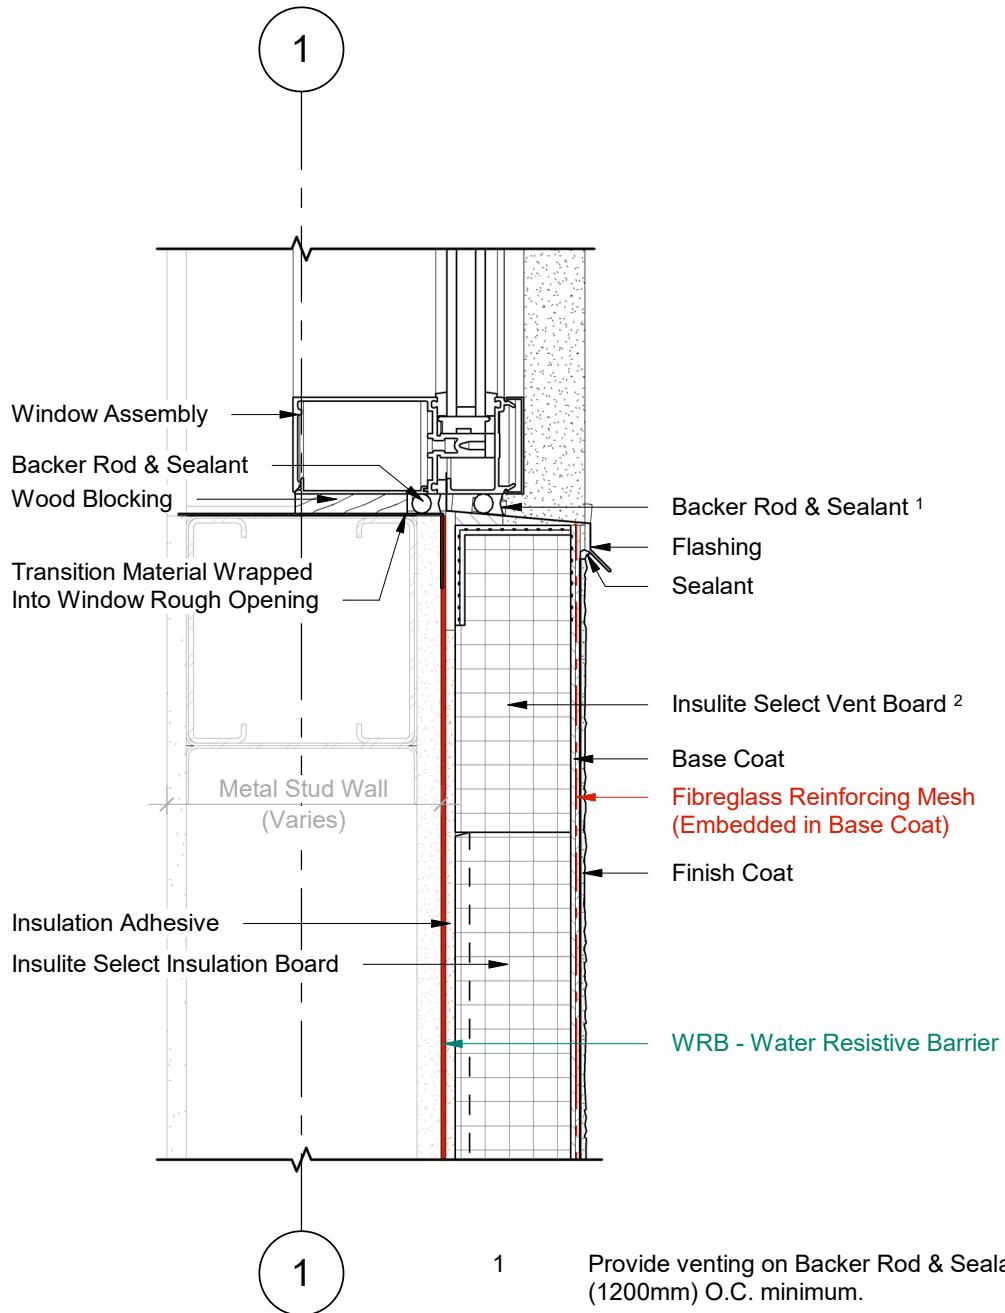 1
Window Assembly
Backer Rod & Sealant
Wood Blocking
Transition Material Wrapped
Into Window Rough Opening
Backer Rod & Sealant 1
Flashing
Sealant
Insulite Select Vent Board 2
Base Coat
Fibreglass Reinforcing Mesh
(Embedded in Base Coat)
Finish Coat
Metal Stud Wall
(Varies)
Insulation Adhesive
Insulite Select Insulation Board
WRB - Water Resistive Barrier
1
1 Provide venting on Backer Rod & Seala
(1200mm) O.C. minimum.